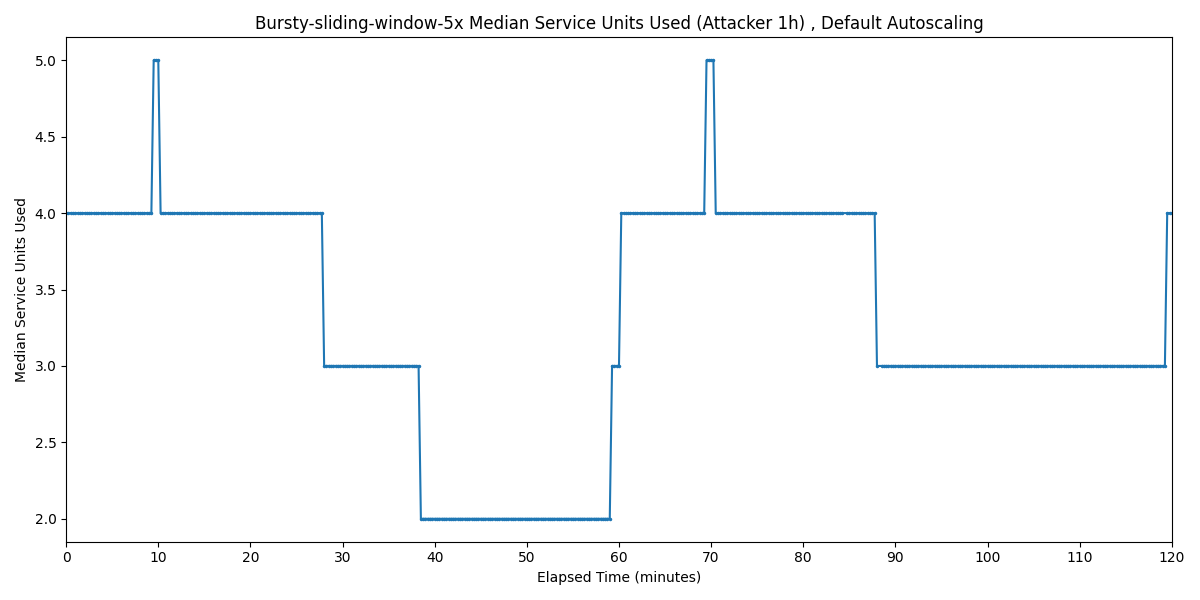 Bursty-sliding-window-5x Median Service Units Used (Attacker 1h) , Default Autoscaling
Median Service Units Used
5.0
4.5
4.0
3.5
3.0
2.5
2.0
0 10 20 30 40 50 60 70 80 90 100 110 120
Elapsed Time (minutes)